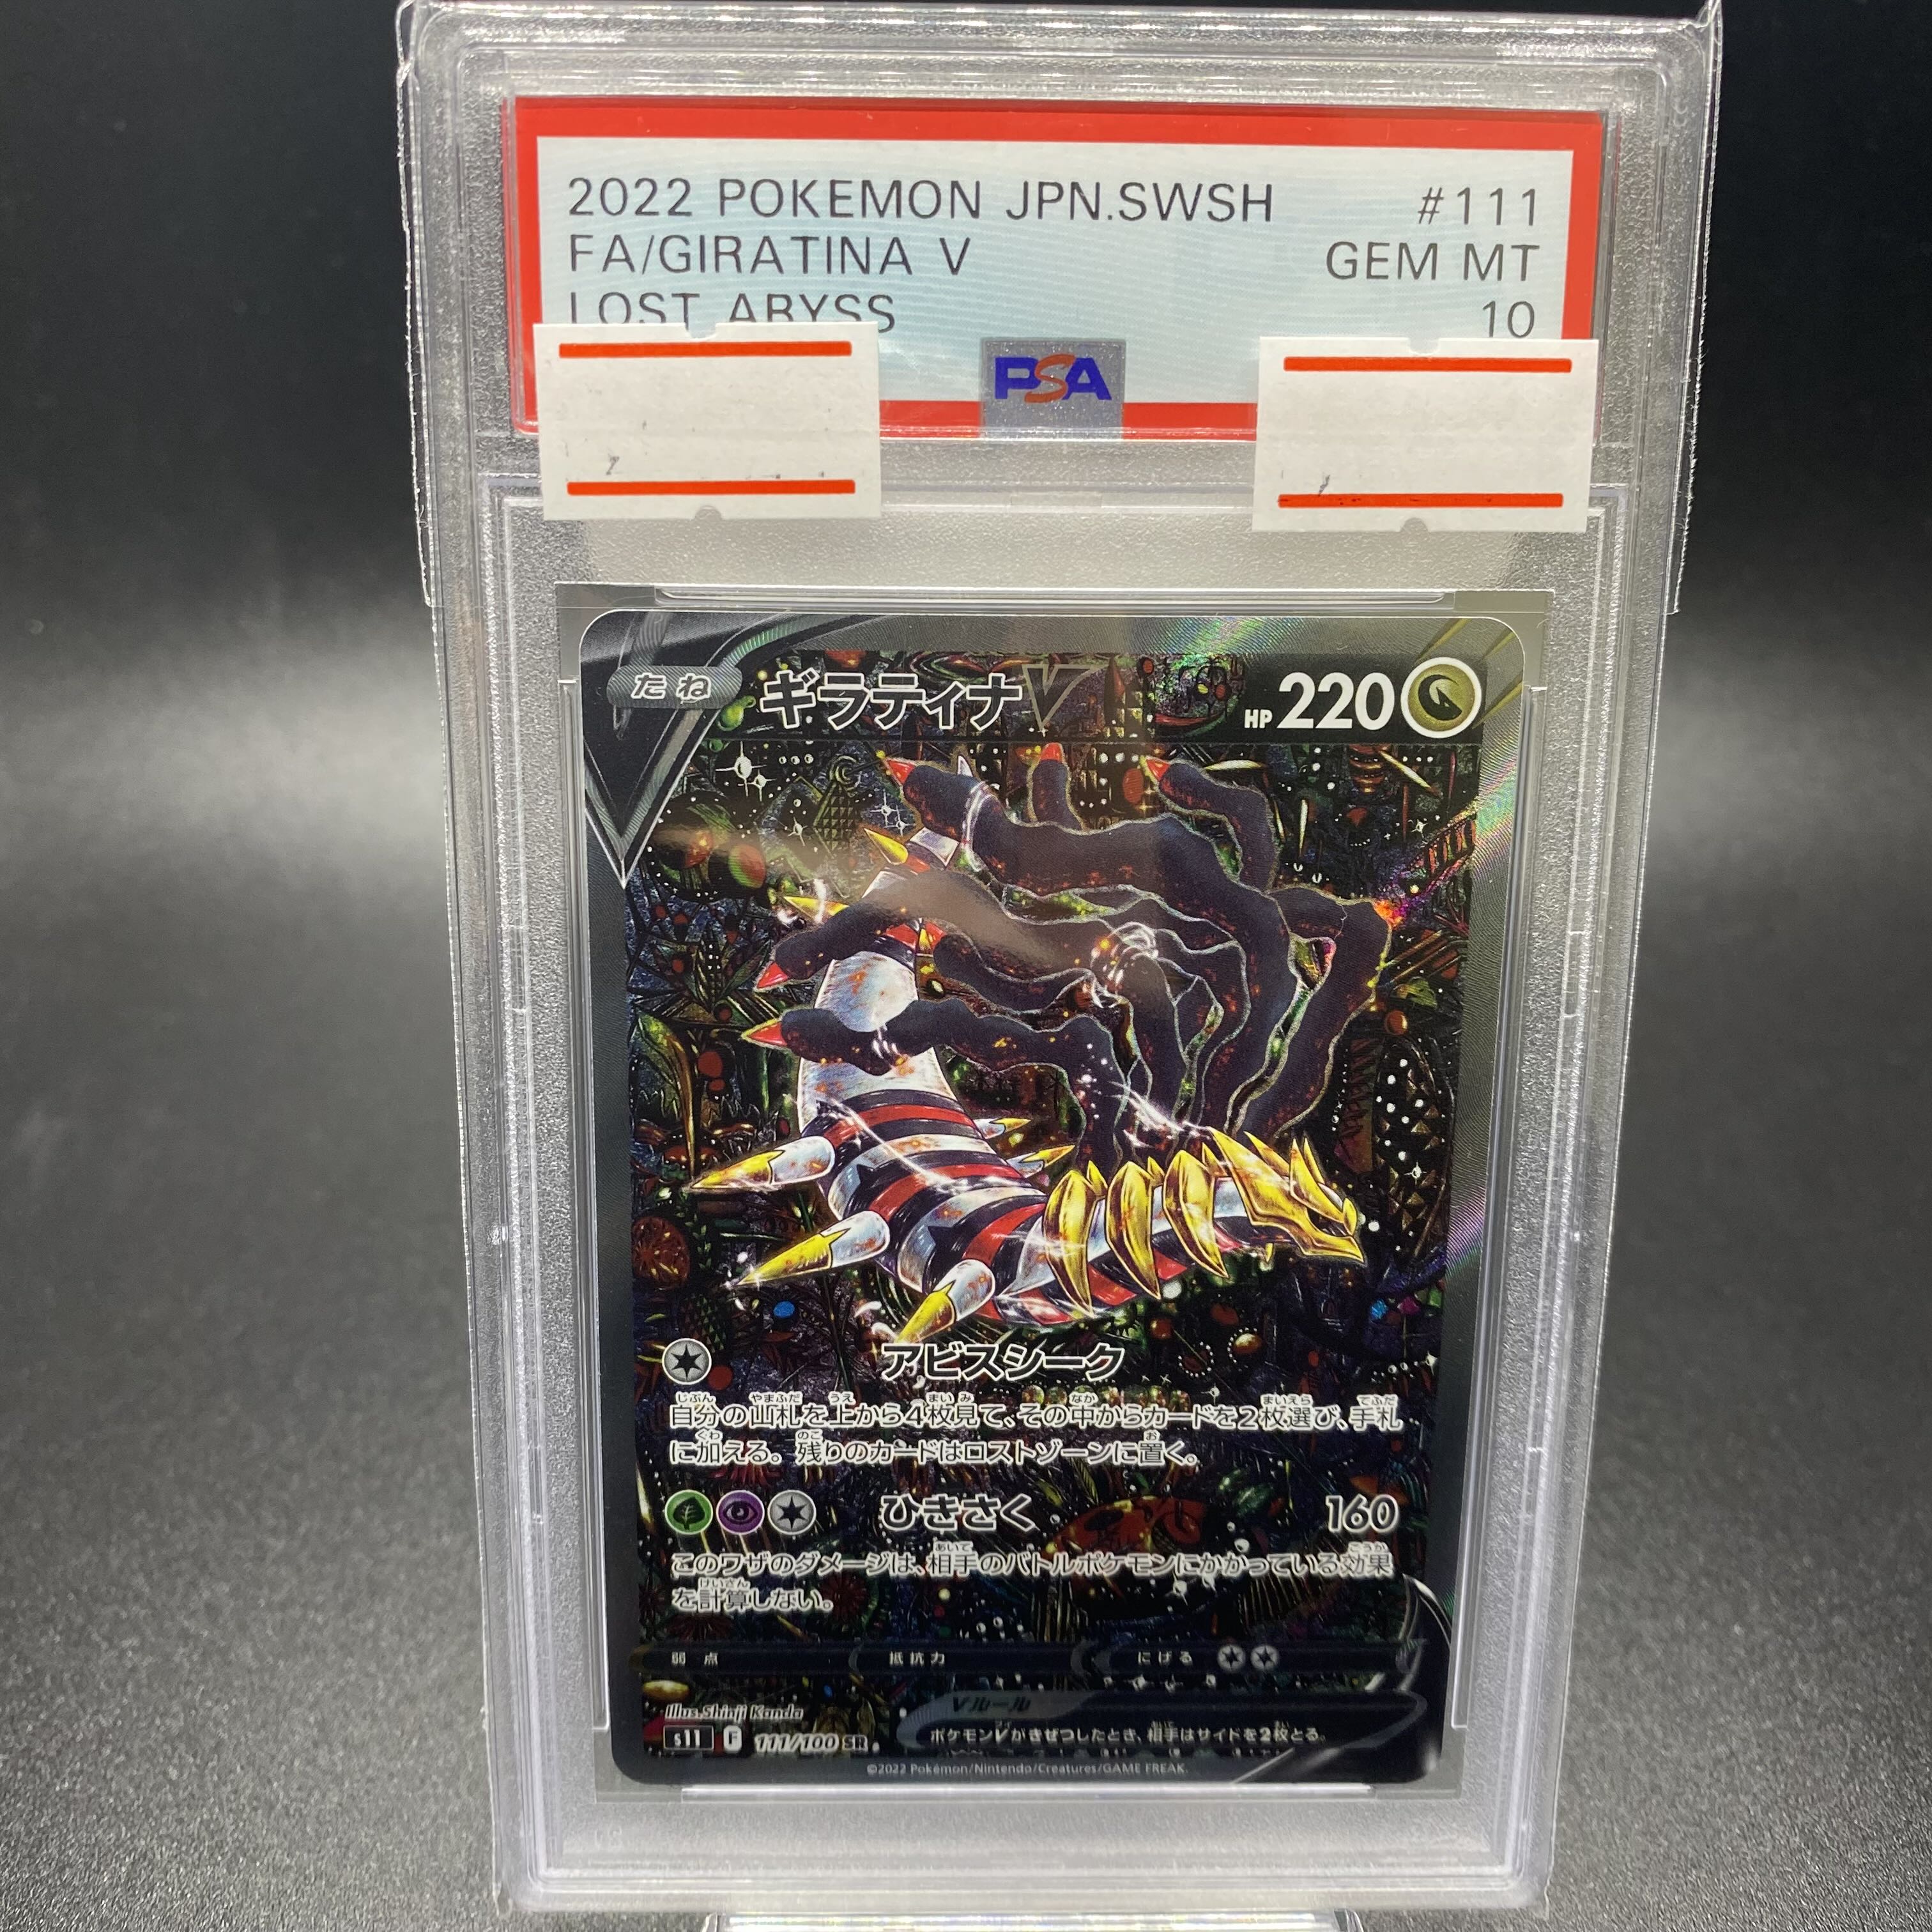 2022 POKEMON JPN.SWSH #111
FA/GIRATINA V GEM MT
LOST ABYSS 10
PSA
たね ギラティナV HP 220
アビスシーク
自分の山札を上から4枚見て、その中からカードを2枚選び、手札
に加える。残りのカードはロストゾーンに置く。
ひきさく 160
このワザのダメージは、相手のバトルポケモンにかかっている効果
を計算しない。
弱点 抵抗力 にげる
Illus.Shinji Kanda
Vルール
s11 F 111/100 SR
ポケモンVがきぜつしたとき、相手はサイドを2枚とる。
©2022 Pokémon/Nintendo/Creatures/GAME FREAK.